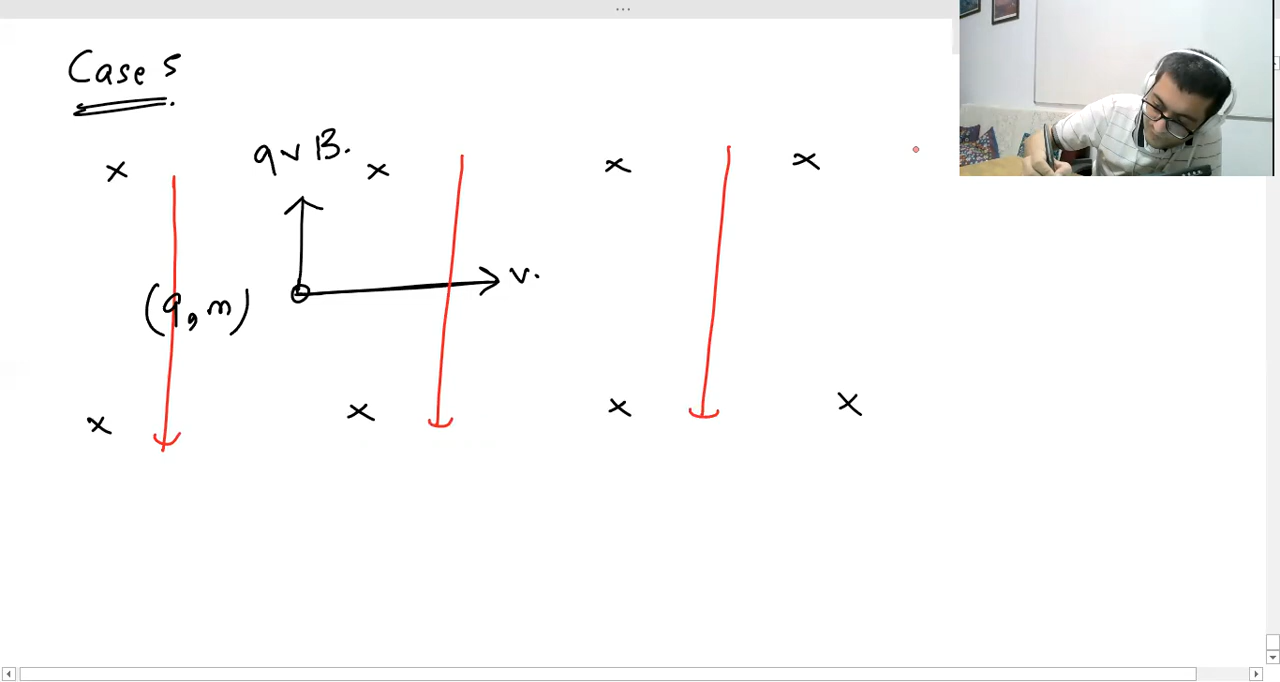 Case 5
qvB.
x x x x
v.
(q, m)
x x x x